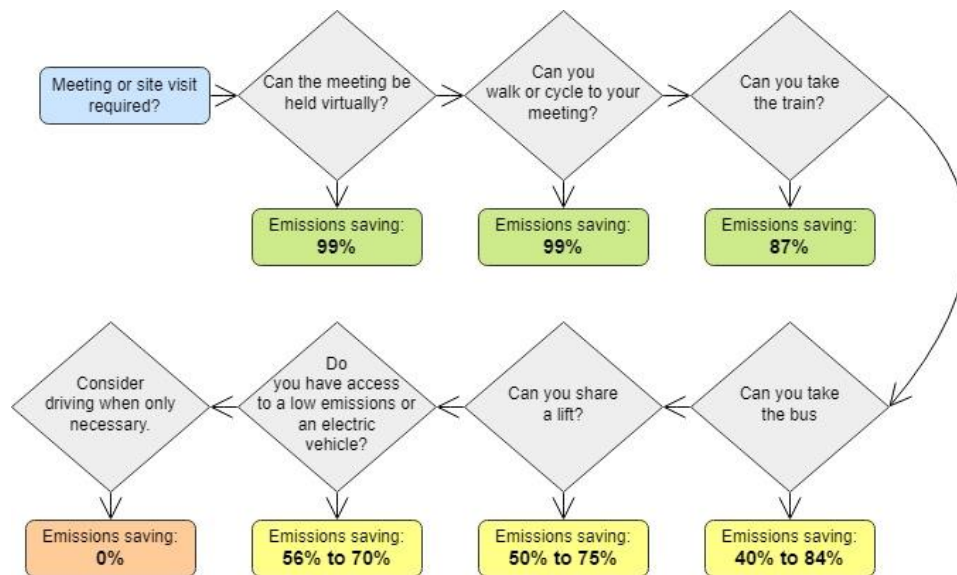 Meeting or site visit
required?
Can the meeting be
held virtually?
Can you
walk or cycle to your
meeting?
Can you take
the train?
Emissions saving:
99%
Emissions saving:
99%
Emissions saving:
87%
Consider
driving when only
necessary.
Do
you have access
to a low emissions or
an electric
vehicle?
Can you share
a lift?
Can you take
the bus
Emissions saving:
0%
Emissions saving:
56% to 70%
Emissions saving:
50% to 75%
Emissions saving:
40% to 84%